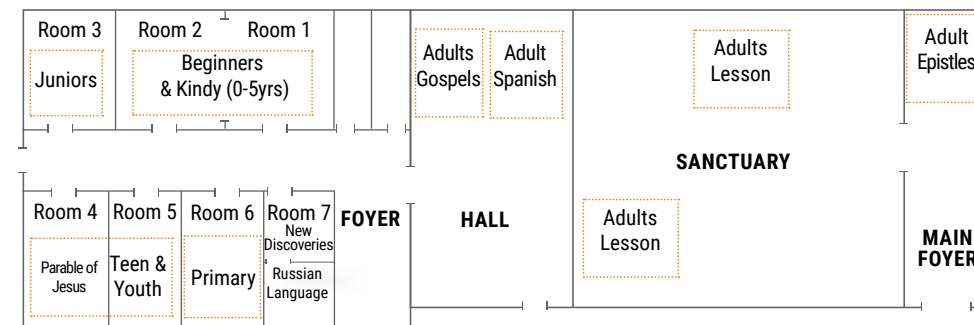 Room 3
Juniors
Room 2
Room 1
Beginners
& Kindy (0-5yrs)
Adults
Gospels
Adult
Spanish
Adults
Lesson
Adult
Epistles
SANCTUARY
Room 4
Parable of
Jesus
Room 5
Teen &
Youth
Room 6
Primary
Room 7
New
Discoveries
Russian
Language
FOYER
HALL
Adults
Lesson
MAIN
FOYER